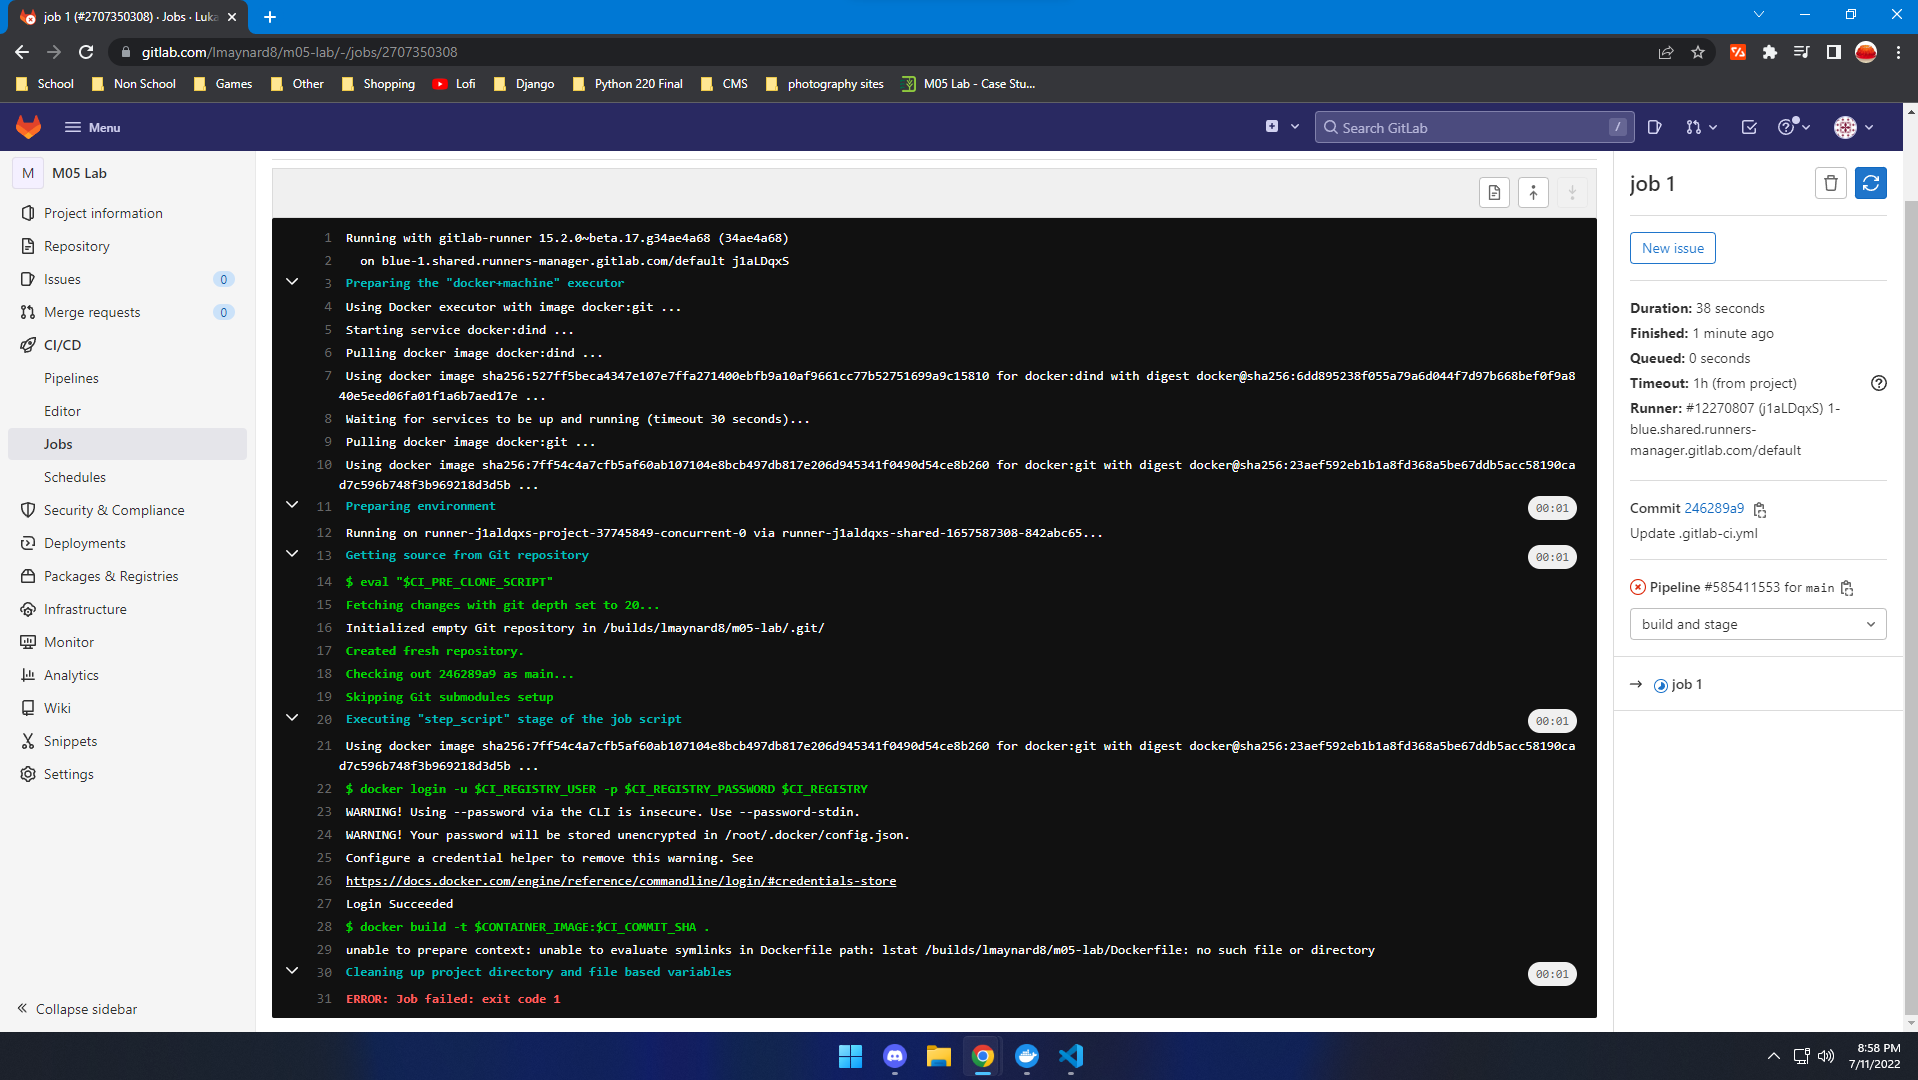 job 1 (#2707350308) · Jobs · Luka
gitlab.com/lmaynard8/m05-lab/-/jobs/2707350308
School
Non School
Games
Other
Shopping
Lofi
Django
Python 220 Final
CMS
photography sites
M05 Lab - Case Stu...
Menu
Search GitLab
/
M
M05 Lab
Project information
Repository
Issues
0
Merge requests
0
CI/CD
Pipelines
Editor
Jobs
Schedules
Security & Compliance
Deployments
Packages & Registries
Infrastructure
Monitor
Analytics
Wiki
Snippets
Settings
Collapse sidebar
1 Running with gitlab-runner 15.2.0~beta.17.g34ae4a68 (34ae4a68)
2 on blue-1.shared.runners-manager.gitlab.com/default j1aLDqxS
3 Preparing the "docker+machine" executor
4 Using Docker executor with image docker:git ...
5 Starting service docker:dind ...
6 Pulling docker image docker:dind ...
7 Using docker image sha256:527ff5beca4347e107e7ffa271400ebfb9a10af9661cc77b52751699a9c15810 for docker:dind with digest docker@sha256:6dd895238f055a79a6d044f7d97b668bef0f9a8
40e5eed06fa01f1a6b7aed17e ...
8 Waiting for services to be up and running (timeout 30 seconds)...
9 Pulling docker image docker:git ...
10 Using docker image sha256:7ff54c4a7cfb5af60ab107104e8bcb497db817e206d945341f0490d54ce8b260 for docker:git with digest docker@sha256:23aef592eb1b1a8fd368a5be67ddb5acc58190ca
d7c596b748f3b969218d3d5b ...
11 Preparing environment 00:01
12 Running on runner-j1aldqxs-project-37745849-concurrent-0 via runner-j1aldqxs-shared-1657587308-842abc65...
13 Getting source from Git repository 00:01
14 $ eval "$CI_PRE_CLONE_SCRIPT"
15 Fetching changes with git depth set to 20...
16 Initialized empty Git repository in /builds/lmaynard8/m05-lab/.git/
17 Created fresh repository.
18 Checking out 246289a9 as main...
19 Skipping Git submodules setup
20 Executing "step_script" stage of the job script 00:01
21 Using docker image sha256:7ff54c4a7cfb5af60ab107104e8bcb497db817e206d945341f0490d54ce8b260 for docker:git with digest docker@sha256:23aef592eb1b1a8fd368a5be67ddb5acc58190ca
d7c596b748f3b969218d3d5b ...
22 $ docker login -u $CI_REGISTRY_USER -p $CI_REGISTRY_PASSWORD $CI_REGISTRY
23 WARNING! Using --password via the CLI is insecure. Use --password-stdin.
24 WARNING! Your password will be stored unencrypted in /root/.docker/config.json.
25 Configure a credential helper to remove this warning. See
26 https://docs.docker.com/engine/reference/commandline/login/#credentials-store
27 Login Succeeded
28 $ docker build -t $CONTAINER_IMAGE:$CI_COMMIT_SHA .
29 unable to prepare context: unable to evaluate symlinks in Dockerfile path: lstat /builds/lmaynard8/m05-lab/Dockerfile: no such file or directory
30 Cleaning up project directory and file based variables 00:01
31 ERROR: Job failed: exit code 1
job 1
New issue
Duration: 38 seconds
Finished: 1 minute ago
Queued: 0 seconds
Timeout: 1h (from project)
Runner: #12270807 (j1aLDqxS) 1-
blue.shared.runners-
manager.gitlab.com/default
Commit 246289a9
Update .gitlab-ci.yml
Pipeline #585411553 for main
build and stage
→ job 1
8:58 PM
7/11/2022